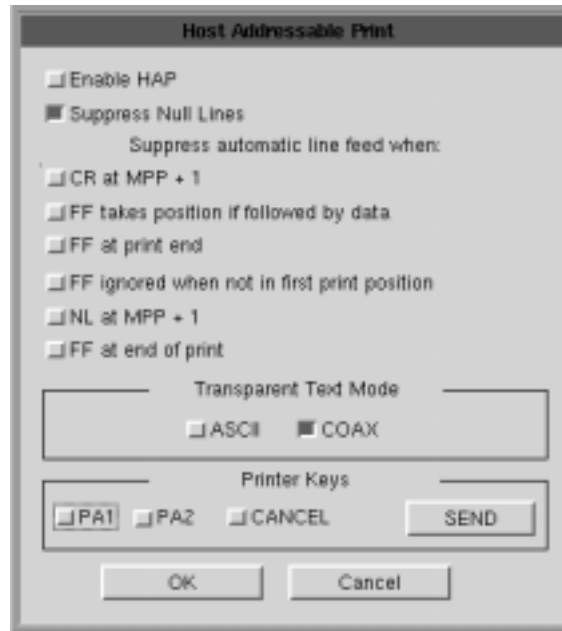 Host Addressable Print
Enable HAP
Suppress Null Lines
Suppress automatic line feed when:
CR at MPP + 1
FF takes position if followed by data
FF at print end
FF ignored when not in first print position
NL at MPP + 1
FF at end of print
Transparent Text Mode
ASCII COAX
Printer Keys
PA1 PA2 CANCEL SEND
OK Cancel